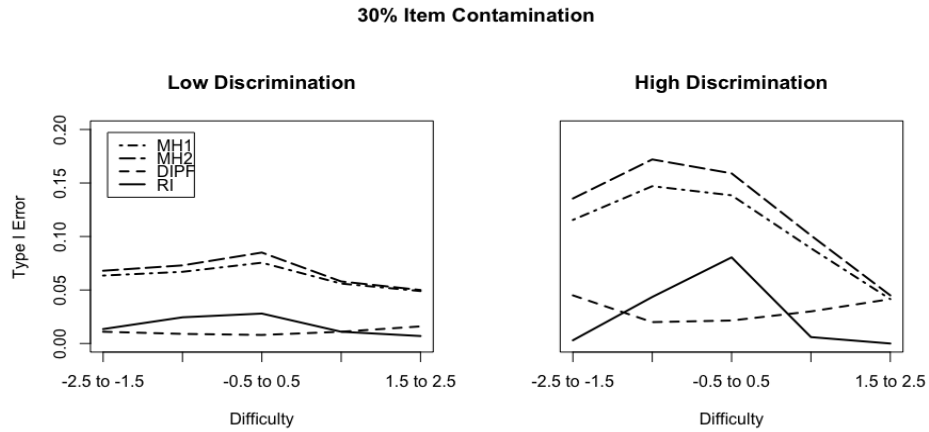 30% Item Contamination
Low Discrimination
High Discrimination
Type I Error
0.20
0.15
0.10
0.05
0.00
MH1
MH2
DIPF
RI
-2.5 to -1.5
-0.5 to 0.5
1.5 to 2.5
-2.5 to -1.5
-0.5 to 0.5
1.5 to 2.5
Difficulty
Difficulty